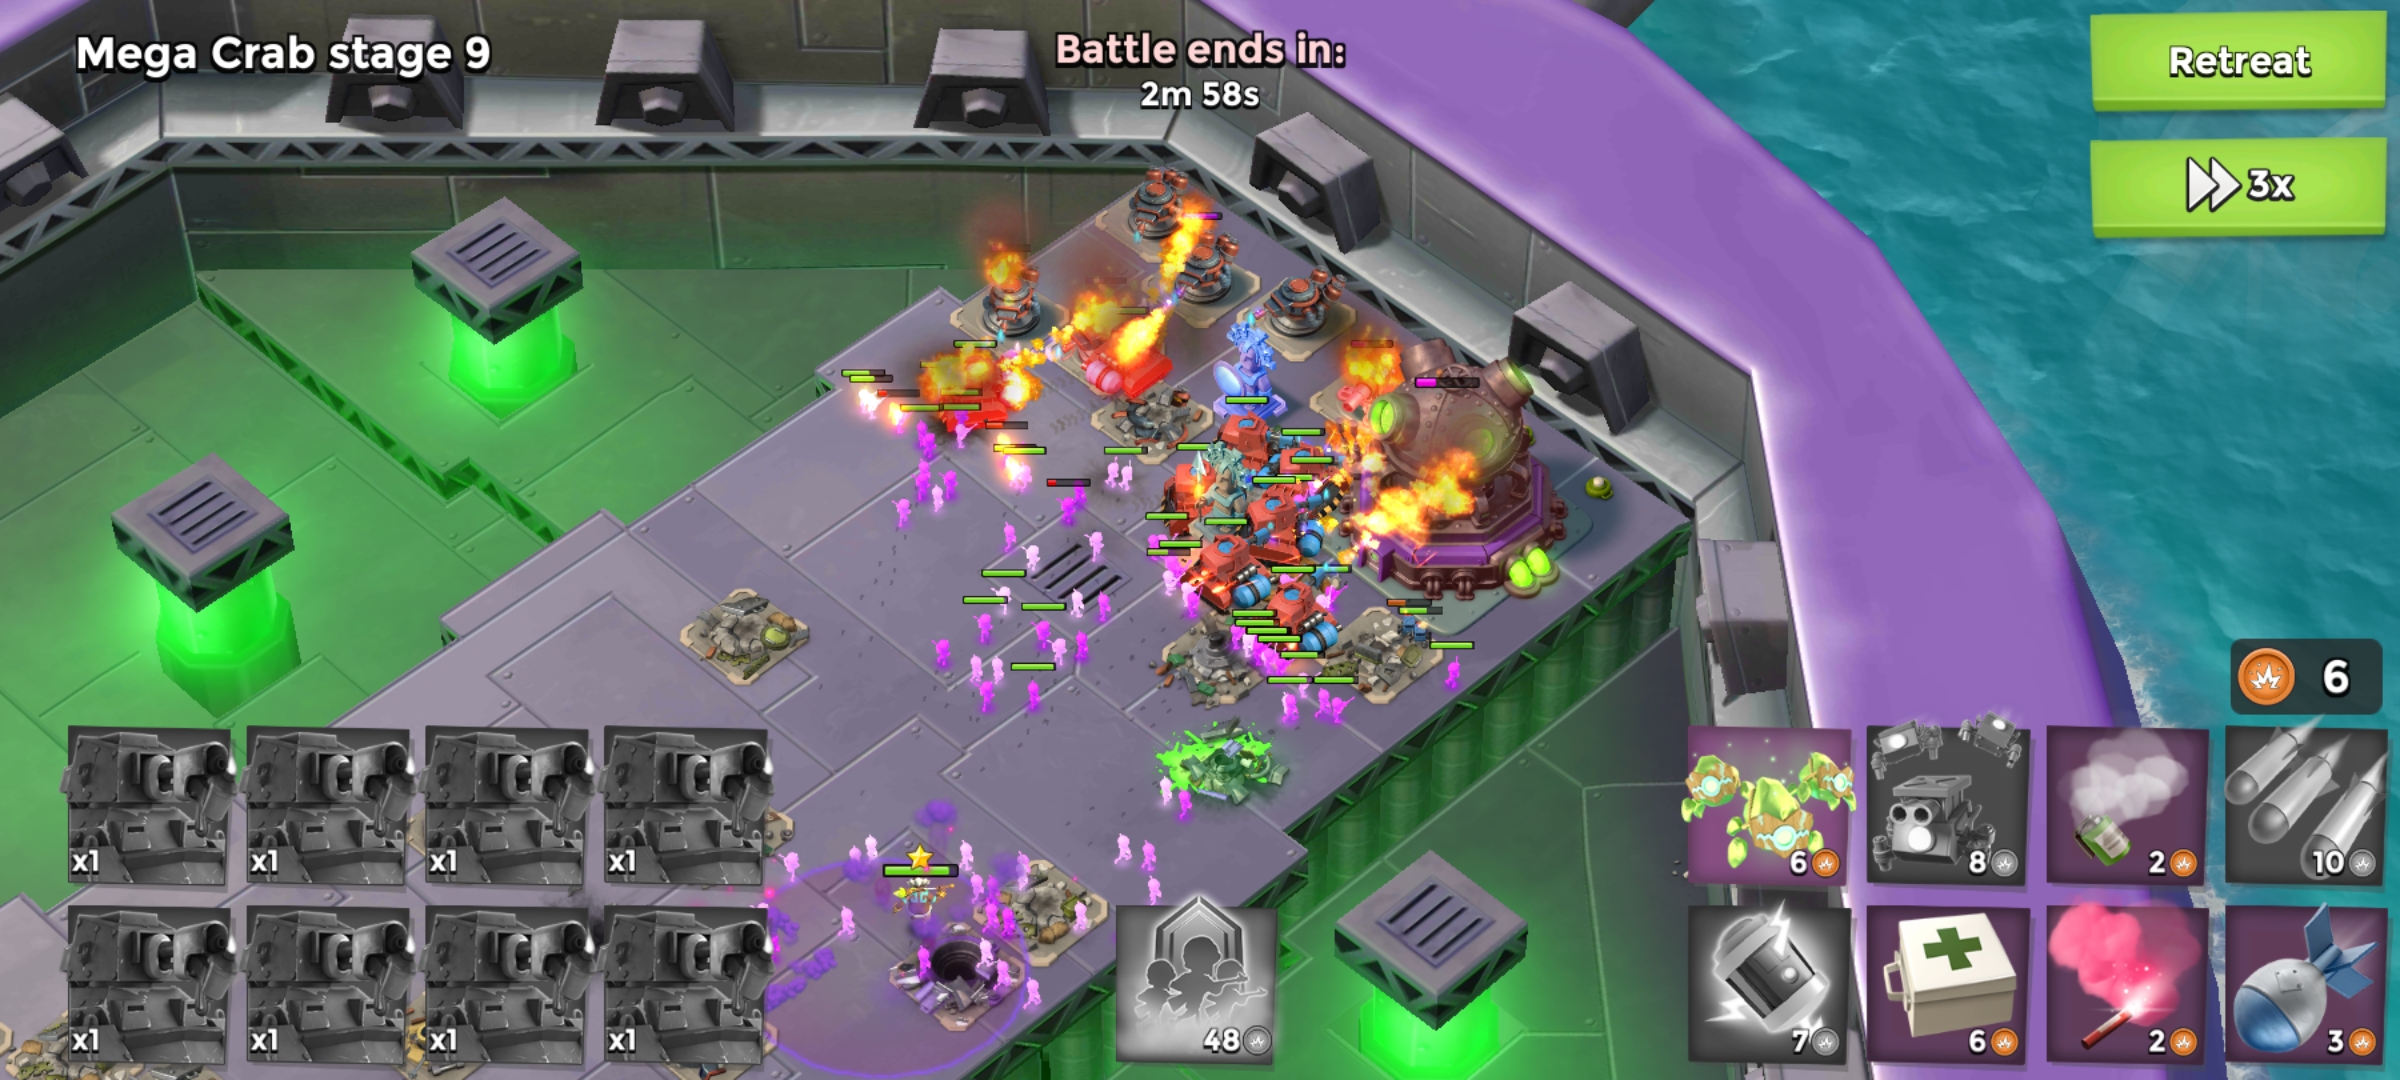 Mega Crab stage 9
Battle ends in:
2m 58s
Retreat
3x
6
x1
x1
x1
x1
6
8
2
10
x1
x1
x1
x1
48
7
6
2
3